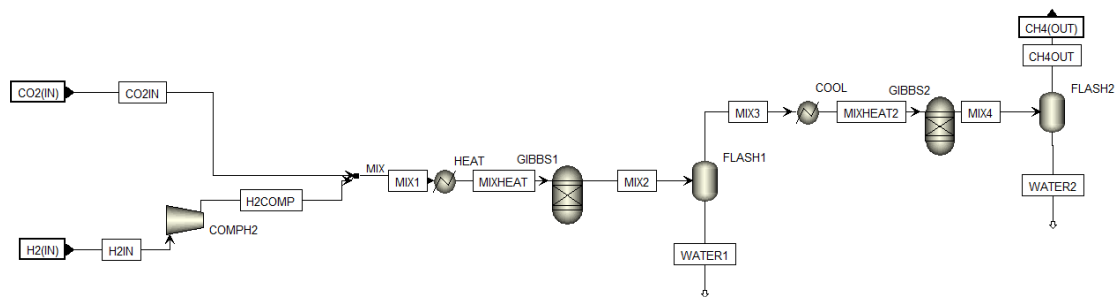 CH4(OUT)
CH4OUT
FLASH2
CO2(IN)
CO2IN
MIX3
COOL
MIXHEAT2
GIBBS2
MIX4
MIX
MIX1
HEAT
MIXHEAT
GIBBS1
MIX2
FLASH1
H2COMP
COMPH2
WATER2
H2(IN)
H2IN
WATER1